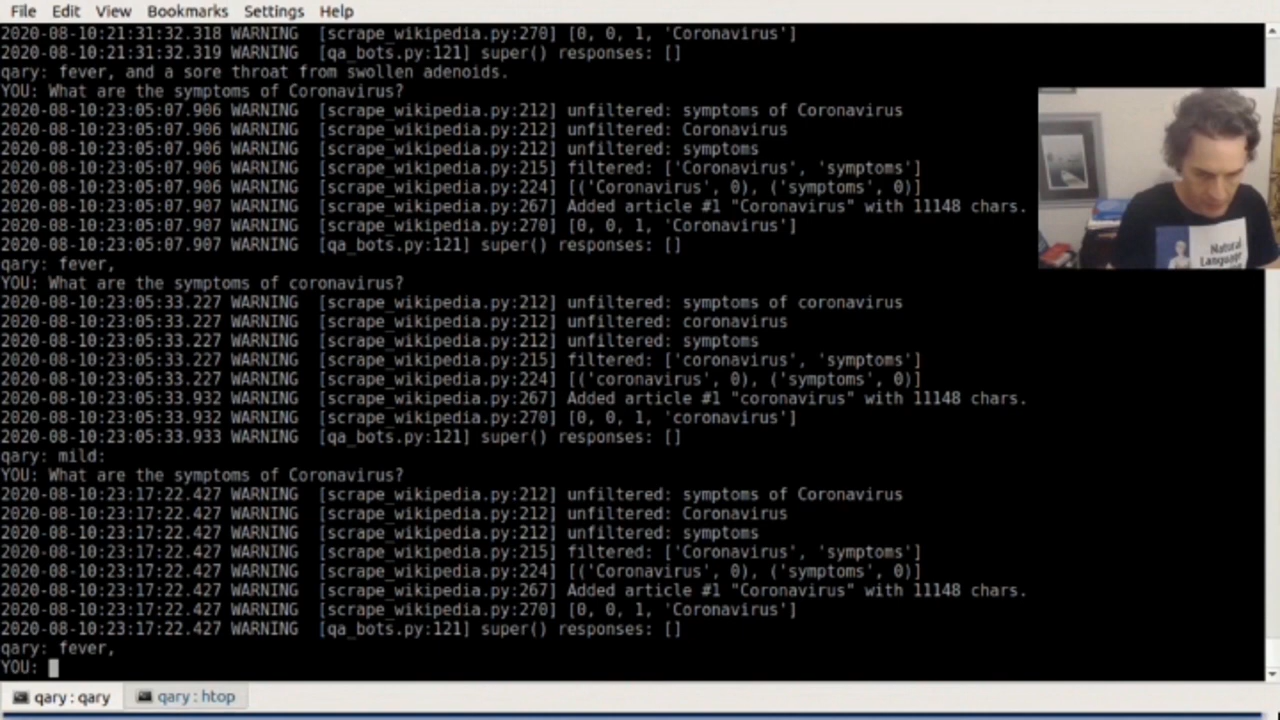 File Edit View Bookmarks Settings Help
2020-08-10:21:31:32.318 WARNING [scrape_wikipedia.py:270] [0, 0, 1, 'Coronavirus']
2020-08-10:21:31:32.319 WARNING [qa_bots.py:121] super() responses: []
qary: fever, and a sore throat from swollen adenoids.
YOU: What are the symptoms of Coronavirus?
2020-08-10:23:05:07.906 WARNING [scrape_wikipedia.py:212] unfiltered: symptoms of Coronavirus
2020-08-10:23:05:07.906 WARNING [scrape_wikipedia.py:212] unfiltered: Coronavirus
2020-08-10:23:05:07.906 WARNING [scrape_wikipedia.py:212] unfiltered: symptoms
2020-08-10:23:05:07.906 WARNING [scrape_wikipedia.py:215] filtered: ['Coronavirus', 'symptoms']
2020-08-10:23:05:07.906 WARNING [scrape_wikipedia.py:224] [('Coronavirus', 0), ('symptoms', 0)]
2020-08-10:23:05:07.907 WARNING [scrape_wikipedia.py:267] Added article #1 "Coronavirus" with 11148 chars.
2020-08-10:23:05:07.907 WARNING [scrape_wikipedia.py:270] [0, 0, 1, 'Coronavirus']
2020-08-10:23:05:07.907 WARNING [qa_bots.py:121] super() responses: []
qary: fever,
YOU: What are the symptoms of coronavirus?
2020-08-10:23:05:33.227 WARNING [scrape_wikipedia.py:212] unfiltered: symptoms of coronavirus
2020-08-10:23:05:33.227 WARNING [scrape_wikipedia.py:212] unfiltered: coronavirus
2020-08-10:23:05:33.227 WARNING [scrape_wikipedia.py:212] unfiltered: symptoms
2020-08-10:23:05:33.227 WARNING [scrape_wikipedia.py:215] filtered: ['coronavirus', 'symptoms']
2020-08-10:23:05:33.227 WARNING [scrape_wikipedia.py:224] [('coronavirus', 0), ('symptoms', 0)]
2020-08-10:23:05:33.932 WARNING [scrape_wikipedia.py:267] Added article #1 "coronavirus" with 11148 chars.
2020-08-10:23:05:33.932 WARNING [scrape_wikipedia.py:270] [0, 0, 1, 'coronavirus']
2020-08-10:23:05:33.933 WARNING [qa_bots.py:121] super() responses: []
qary: mild:
YOU: What are the symptoms of Coronavirus?
2020-08-10:23:17:22.427 WARNING [scrape_wikipedia.py:212] unfiltered: symptoms of Coronavirus
2020-08-10:23:17:22.427 WARNING [scrape_wikipedia.py:212] unfiltered: Coronavirus
2020-08-10:23:17:22.427 WARNING [scrape_wikipedia.py:212] unfiltered: symptoms
2020-08-10:23:17:22.427 WARNING [scrape_wikipedia.py:215] filtered: ['Coronavirus', 'symptoms']
2020-08-10:23:17:22.427 WARNING [scrape_wikipedia.py:224] [('Coronavirus', 0), ('symptoms', 0)]
2020-08-10:23:17:22.427 WARNING [scrape_wikipedia.py:267] Added article #1 "Coronavirus" with 11148 chars.
2020-08-10:23:17:22.427 WARNING [scrape_wikipedia.py:270] [0, 0, 1, 'Coronavirus']
2020-08-10:23:17:22.427 WARNING [qa_bots.py:121] super() responses: []
qary: fever,
YOU:
Natural
Language
qary : qary
qary : htop